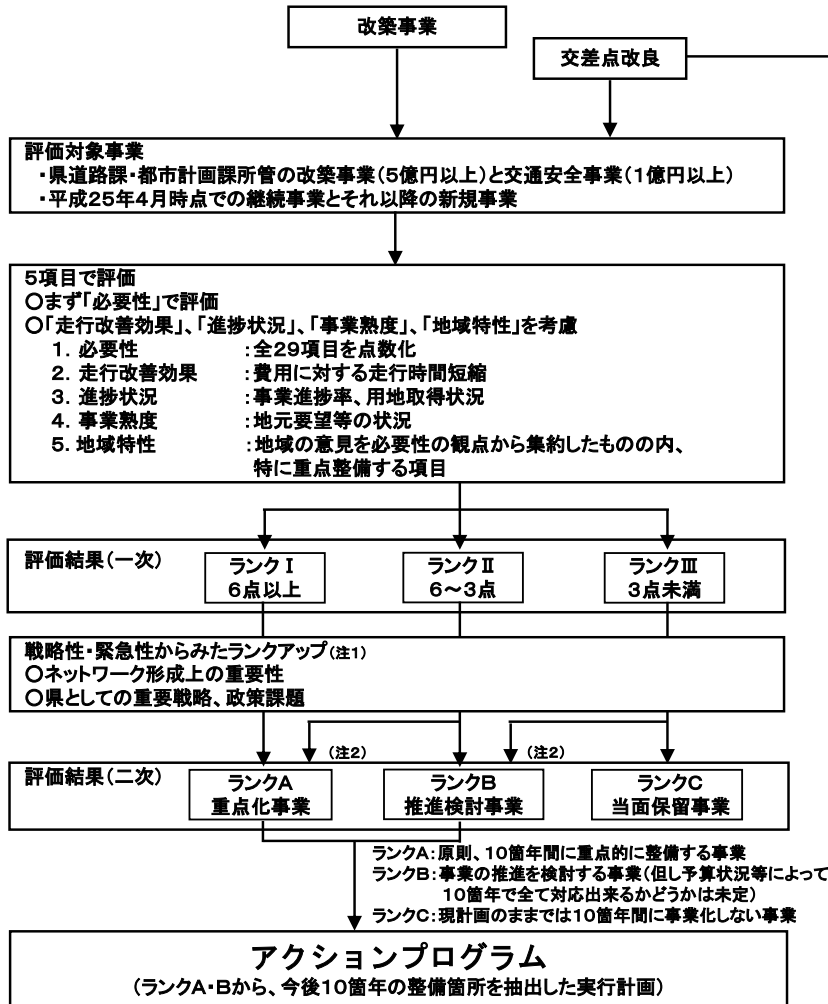 改築事業
交差点改良
評価対象事業
・県道路課・都市計画課所管の改築事業(5億円以上)と交通安全事業(1億円以上)
・平成25年4月時点での継続事業とそれ以降の新規事業
5項目で評価
○まず「必要性」で評価
○「走行改善効果」、「進捗状況」、「事業熟度」、「地域特性」を考慮
1. 必要性 :全29項目を点数化
2. 走行改善効果 :費用に対する走行時間短縮
3. 進捗状況 :事業進捗率、用地取得状況
4. 事業熟度 :地元要望等の状況
5. 地域特性 :地域の意見を必要性の観点から集約したものの内、
特に重点整備する項目
評価結果(一次)
ランクⅠ
6点以上
ランクⅡ
6~3点
ランクⅢ
3点未満
戦略性・緊急性からみたランクアップ(注1)
○ネットワーク形成上の重要性
○県としての重要戦略、政策課題
(注2)
(注2)
評価結果(二次)
ランクA
重点化事業
ランクB
推進検討事業
ランクC
当面保留事業
ランクA:原則、10箇年間に重点的に整備する事業
ランクB:事業の推進を検討する事業(但し予算状況等によって
10箇年で全て対応出来るかどうかは未定)
ランクC:現計画のままでは10箇年間に事業化しない事業
アクションプログラム
(ランクA・Bから、今後10箇年の整備箇所を抽出した実行計画)